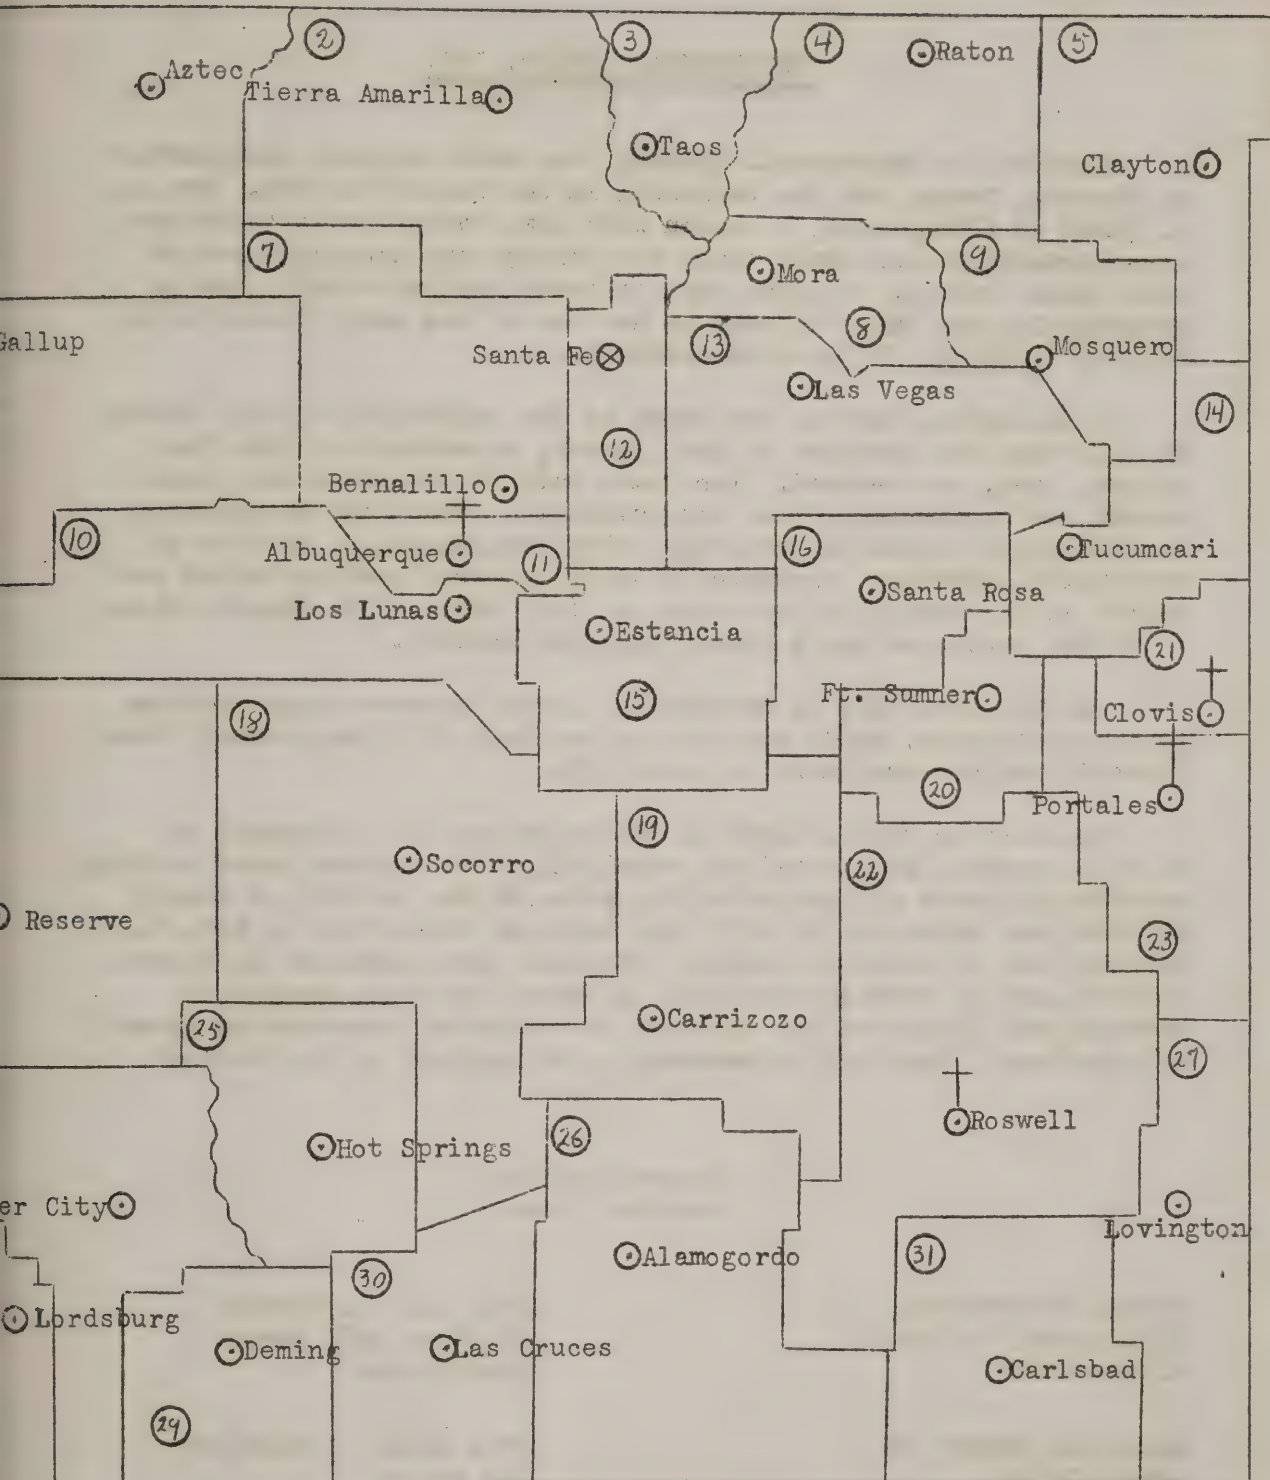 2
3
4
5
Raton
Aztec
Tierra Amarilla
Taos
Clayton
7
9
Mora
8
Gallup
Santa Fe
13
Mosquero
Las Vegas
14
12
Bernalillo
10
Albuquerque
11
16
Tucumcari
Santa Rosa
Los Lunas
Estancia
21
15
Ft. Sumner
18
Clovis
20
Portales
19
Socorro
22
Reserve
23
Carrizozo
25
27
Roswell
26
Hot Springs
er City
Lovington
Alamogordo
31
30
Lordsburg
Deming
Las Cruces
Carlsbad
29